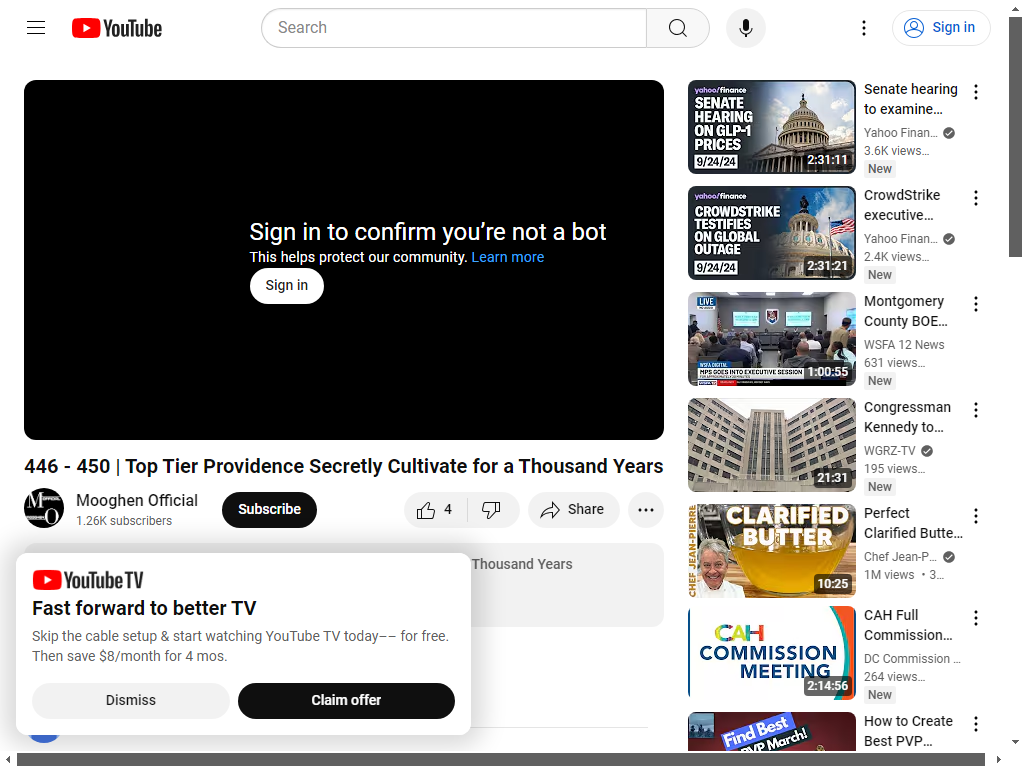 YouTube
Search
Sign in
Sign in to confirm you're not a bot
This helps protect our community. Learn more
Sign in
446 - 450 | Top Tier Providence Secretly Cultivate for a Thousand Years
Mooghen Official
1.26K subscribers
Subscribe
4
Share
Thousand Years
YouTube TV
Fast forward to better TV
Skip the cable setup & start watching YouTube TV today–– for free.
Then save $8/month for 4 mos.
Dismiss
Claim offer
yahoo/finance
SENATE
HEARING
ON GLP-1
PRICES
9/24/24
2:31:11
Senate hearing
to examine…
Yahoo Finan…
3.6K views…
New
yahoo/finance
CROWDSTRIKE
TESTIFIES
ON GLOBAL
OUTAGE
9/24/24
2:31:21
CrowdStrike
executive…
Yahoo Finan…
2.4K views…
New
LIVE
WSFA DIGITAL
MPS GOES INTO EXECUTIVE SESSION
1:00:55
Montgomery
County BOE…
WSFA 12 News
631 views…
New
21:31
Congressman
Kennedy to…
WGRZ-TV
195 views…
New
CHEF JEAN-PIERRE
CLARIFIED
BUTTER
10:25
Perfect
Clarified Butte…
Chef Jean-P…
1M views • 3…
CAH
COMMISSION
MEETING
2:14:56
CAH Full
Commission…
DC Commission …
264 views…
New
Find Best
PVP March!
How to Create
Best PVP…